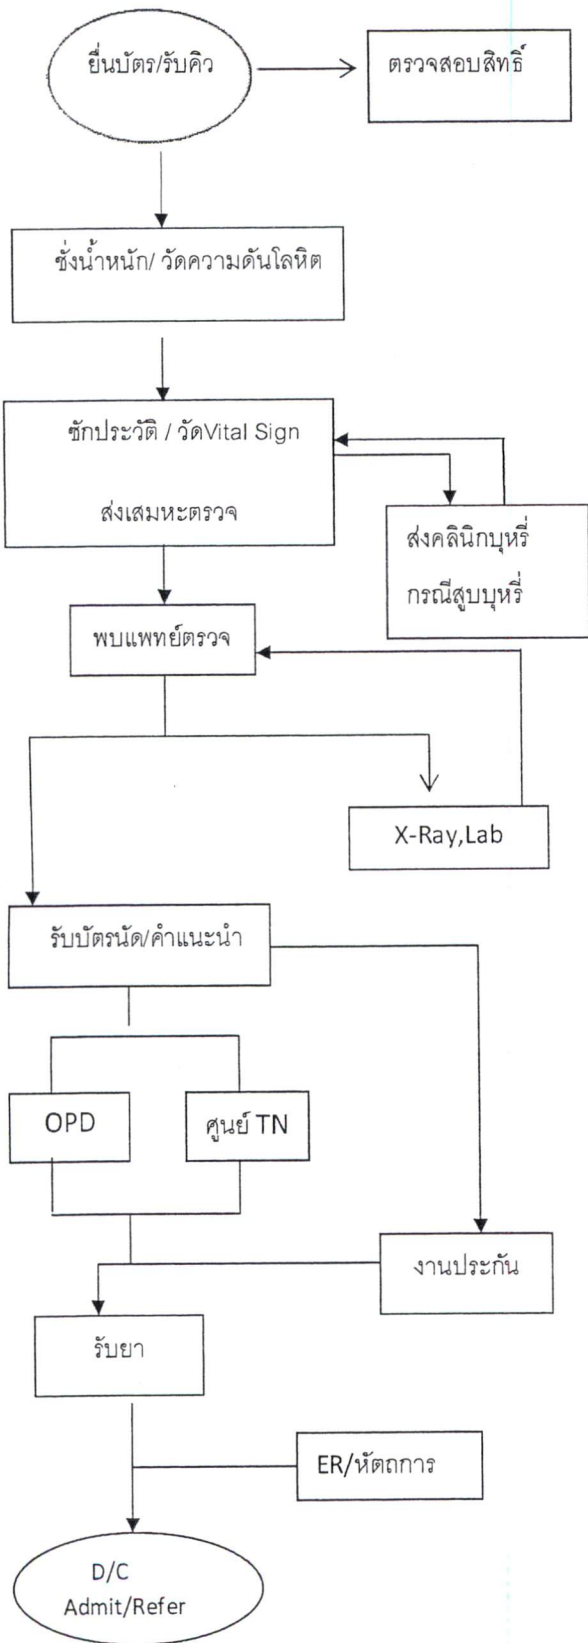 ยื่นบัตร/รับคิว
ตรวจสอบสิทธิ์
ชั่งน้ำหนัก/ วัดความดันโลหิต
ซักประวัติ / วัดVital Sign
ส่งเสมหะตรวจ
ส่งคลินิกบุหรี่
กรณีสูบบุหรี่
พบแพทย์ตรวจ
X-Ray,Lab
รับบัตรนัด/คำแนะนำ
OPD
ศูนย์ TN
งานประกัน
รับยา
ER/หัตถการ
D/C
Admit/Refer